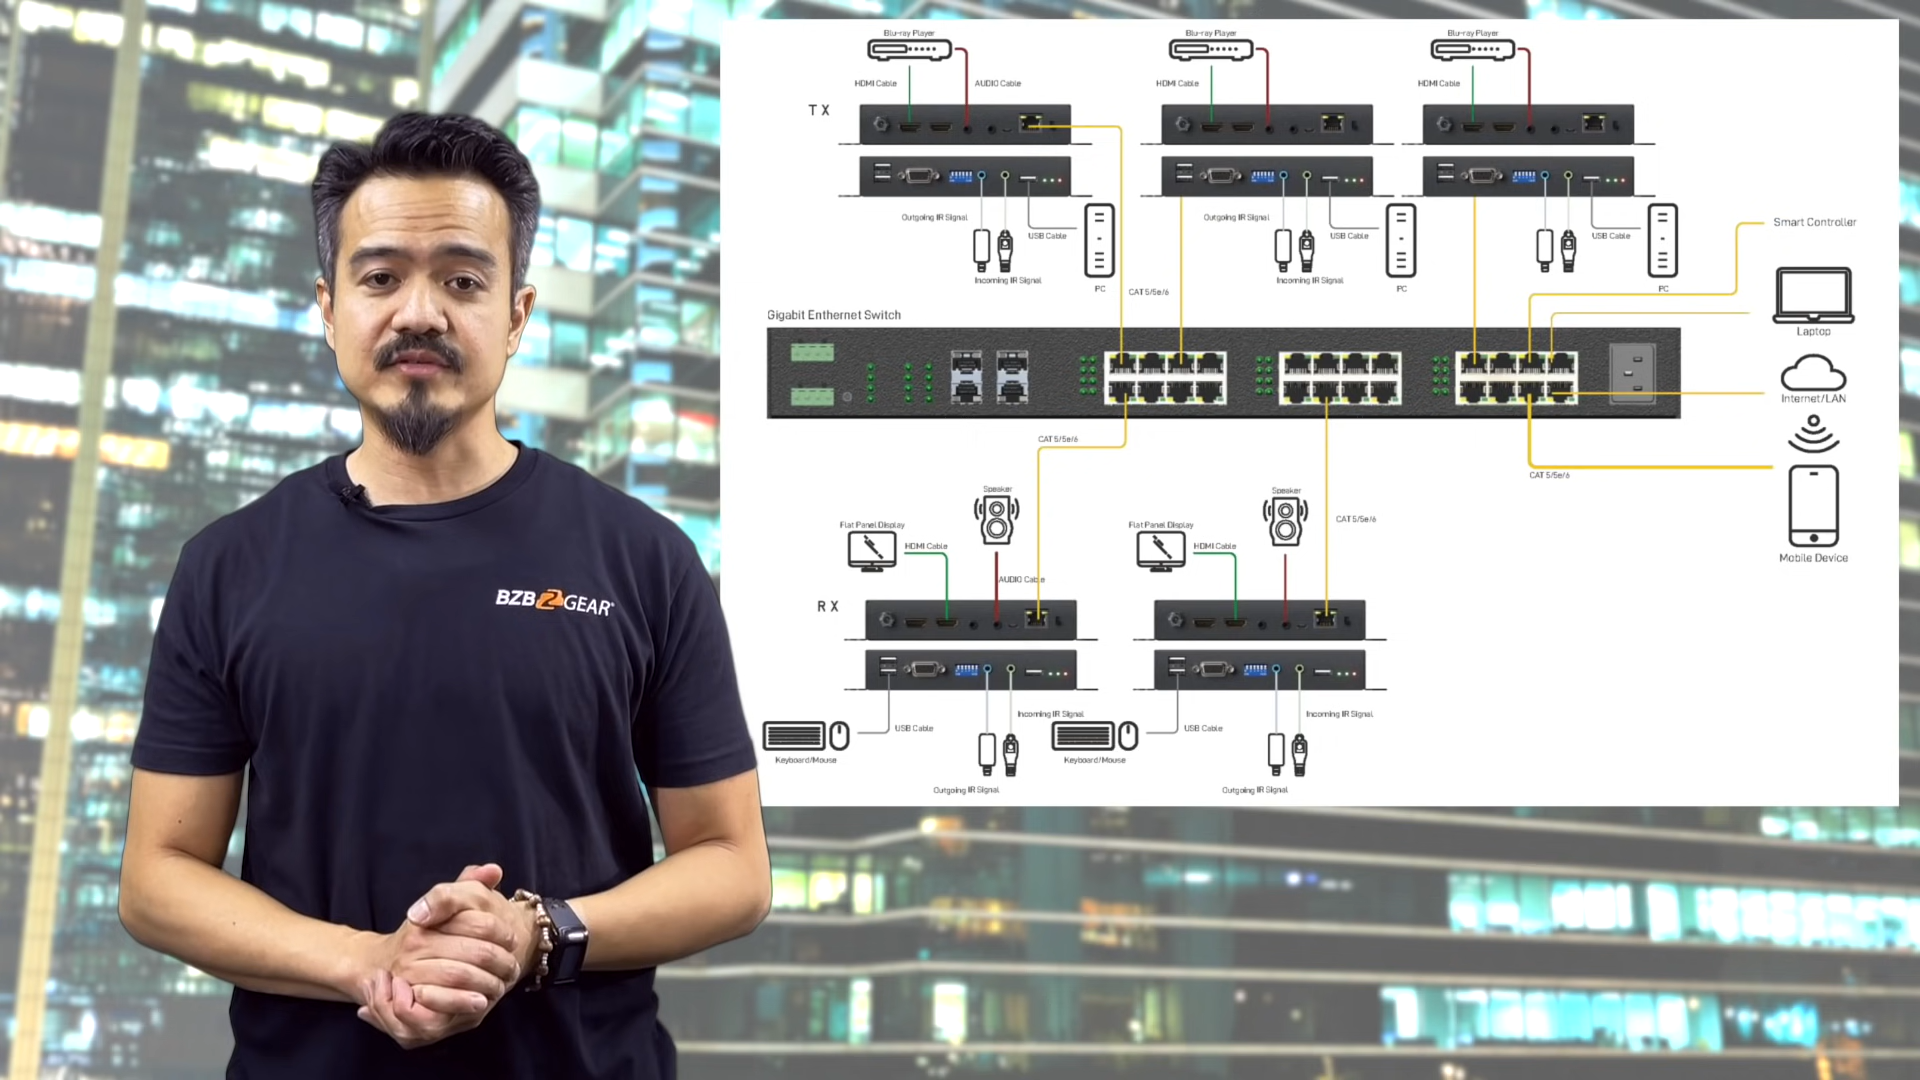 Blu-ray Player
Blu-ray Player
Blu-ray Player
HDMI Cable
AUDIO Cable
HDMI Cable
HDMI Cable
TX
Outgoing IR Signal
USB Cable
Incoming IR Signal
PC
Outgoing IR Signal
USB Cable
Incoming IR Signal
PC
USB Cable
PC
Smart Controller
CAT 5/5e/6
Gigabit Enthernet Switch
Laptop
Internet/LAN
CAT 5/5e/6
CAT 5/5e/6
Speaker
Speaker
Flat Panel Display
HDMI Cable
CAT 5/5e/6
Flat Panel Display
HDMI Cable
Mobile Device
AUDIO Cable
RX
BZBGEAR
Incoming IR Signal
USB Cable
Keyboard/Mouse
Outgoing IR Signal
Incoming IR Signal
USB Cable
Keyboard/Mouse
Outgoing IR Signal